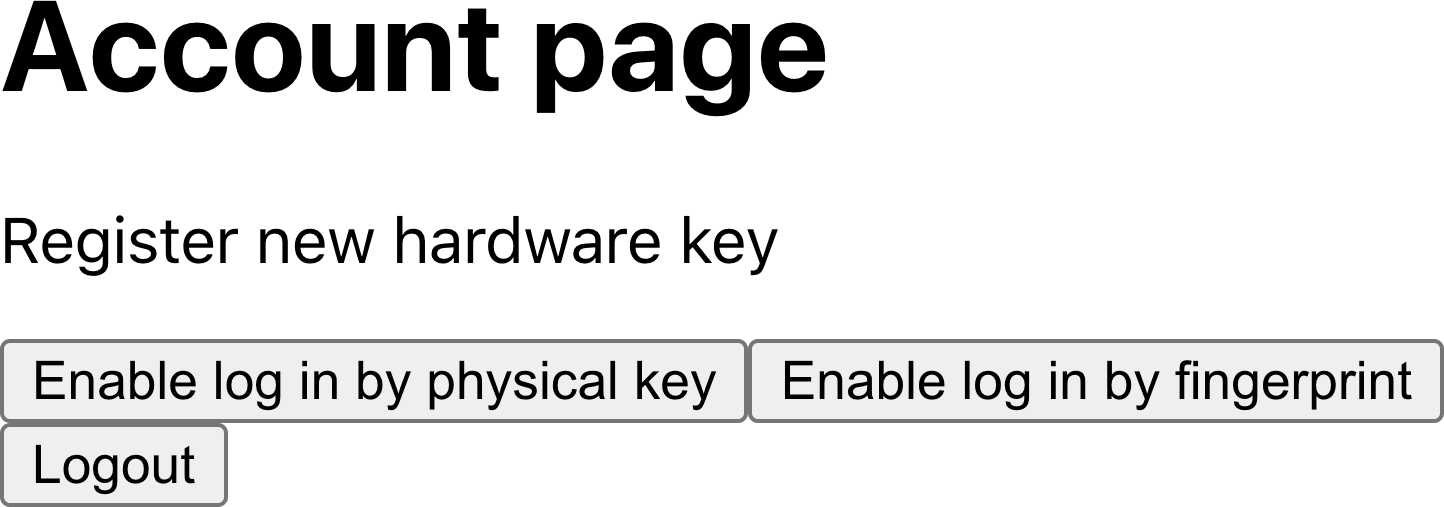 Account page
Register new hardware key
Enable log in by physical key Enable log in by fingerprint
Logout